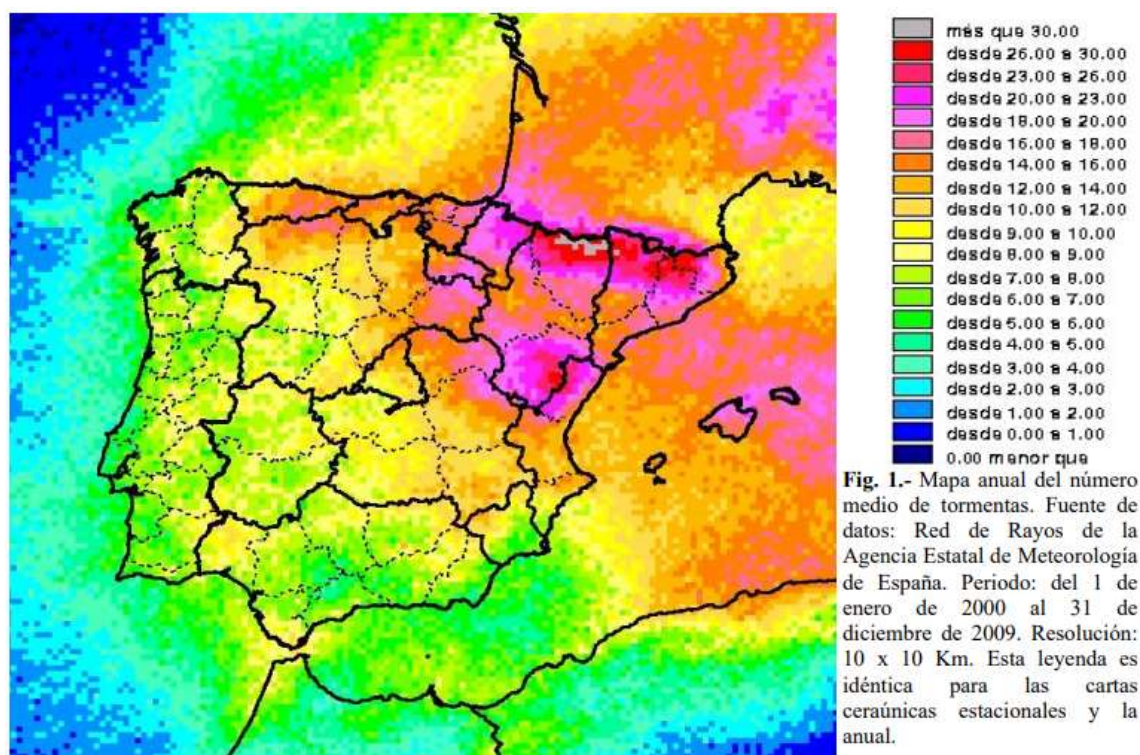 más que 30.00
desde 26.00 a 30.00
desde 23.00 a 26.00
desde 20.00 a 23.00
desde 18.00 a 20.00
desde 16.00 a 18.00
desde 14.00 a 16.00
desde 12.00 a 14.00
desde 10.00 a 12.00
desde 9.00 a 10.00
desde 8.00 a 9.00
desde 7.00 a 8.00
desde 6.00 a 7.00
desde 5.00 a 6.00
desde 4.00 a 5.00
desde 3.00 a 4.00
desde 2.00 a 3.00
desde 1.00 a 2.00
desde 0.00 a 1.00
0.00 menor que
Fig. 1.- Mapa anual del número
medio de tormentas. Fuente de
datos: Red de Rayos de la
Agencia Estatal de Meteorología
de España. Periodo: del 1 de
enero de 2000 al 31 de
diciembre de 2009. Resolución:
10 x 10 Km. Esta leyenda es
idéntica para las cartas
ceraúnicas estacionales y la
anual.